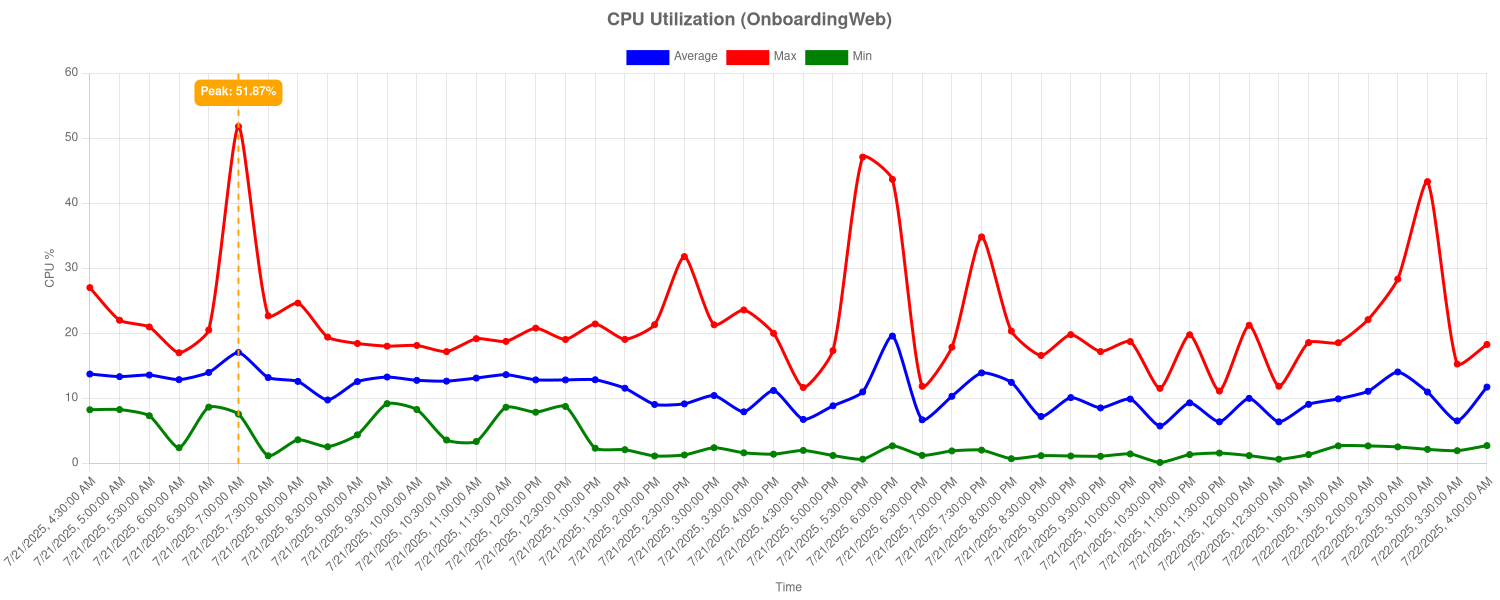 CPU Utilization (OnboardingWeb)
Average Max Min
Peak: 51.87%
60
50
40
30
20
10
0
CPU %
7/21/2025, 4:30:00 AM
7/21/2025, 5:00:00 AM
7/21/2025, 5:30:00 AM
7/21/2025, 6:00:00 AM
7/21/2025, 6:30:00 AM
7/21/2025, 7:00:00 AM
7/21/2025, 7:30:00 AM
7/21/2025, 8:00:00 AM
7/21/2025, 8:30:00 AM
7/21/2025, 9:00:00 AM
7/21/2025, 9:30:00 AM
7/21/2025, 10:00:00 AM
7/21/2025, 10:30:00 AM
7/21/2025, 11:00:00 AM
7/21/2025, 11:30:00 AM
7/21/2025, 12:00:00 PM
7/21/2025, 12:30:00 PM
7/21/2025, 1:00:00 PM
7/21/2025, 1:30:00 PM
7/21/2025, 2:00:00 PM
7/21/2025, 2:30:00 PM
7/21/2025, 3:00:00 PM
7/21/2025, 3:30:00 PM
7/21/2025, 4:00:00 PM
7/21/2025, 4:30:00 PM
7/21/2025, 5:00:00 PM
7/21/2025, 5:30:00 PM
7/21/2025, 6:00:00 PM
7/21/2025, 6:30:00 PM
7/21/2025, 7:00:00 PM
7/21/2025, 7:30:00 PM
7/21/2025, 8:00:00 PM
7/21/2025, 8:30:00 PM
7/21/2025, 9:00:00 PM
7/21/2025, 9:30:00 PM
7/21/2025, 10:00:00 PM
7/21/2025, 10:30:00 PM
7/21/2025, 11:00:00 PM
7/21/2025, 11:30:00 PM
7/22/2025, 12:00:00 AM
7/22/2025, 12:30:00 AM
7/22/2025, 1:00:00 AM
7/22/2025, 1:30:00 AM
7/22/2025, 2:00:00 AM
7/22/2025, 2:30:00 AM
7/22/2025, 3:00:00 AM
7/22/2025, 3:30:00 AM
7/22/2025, 4:00:00 AM
Time